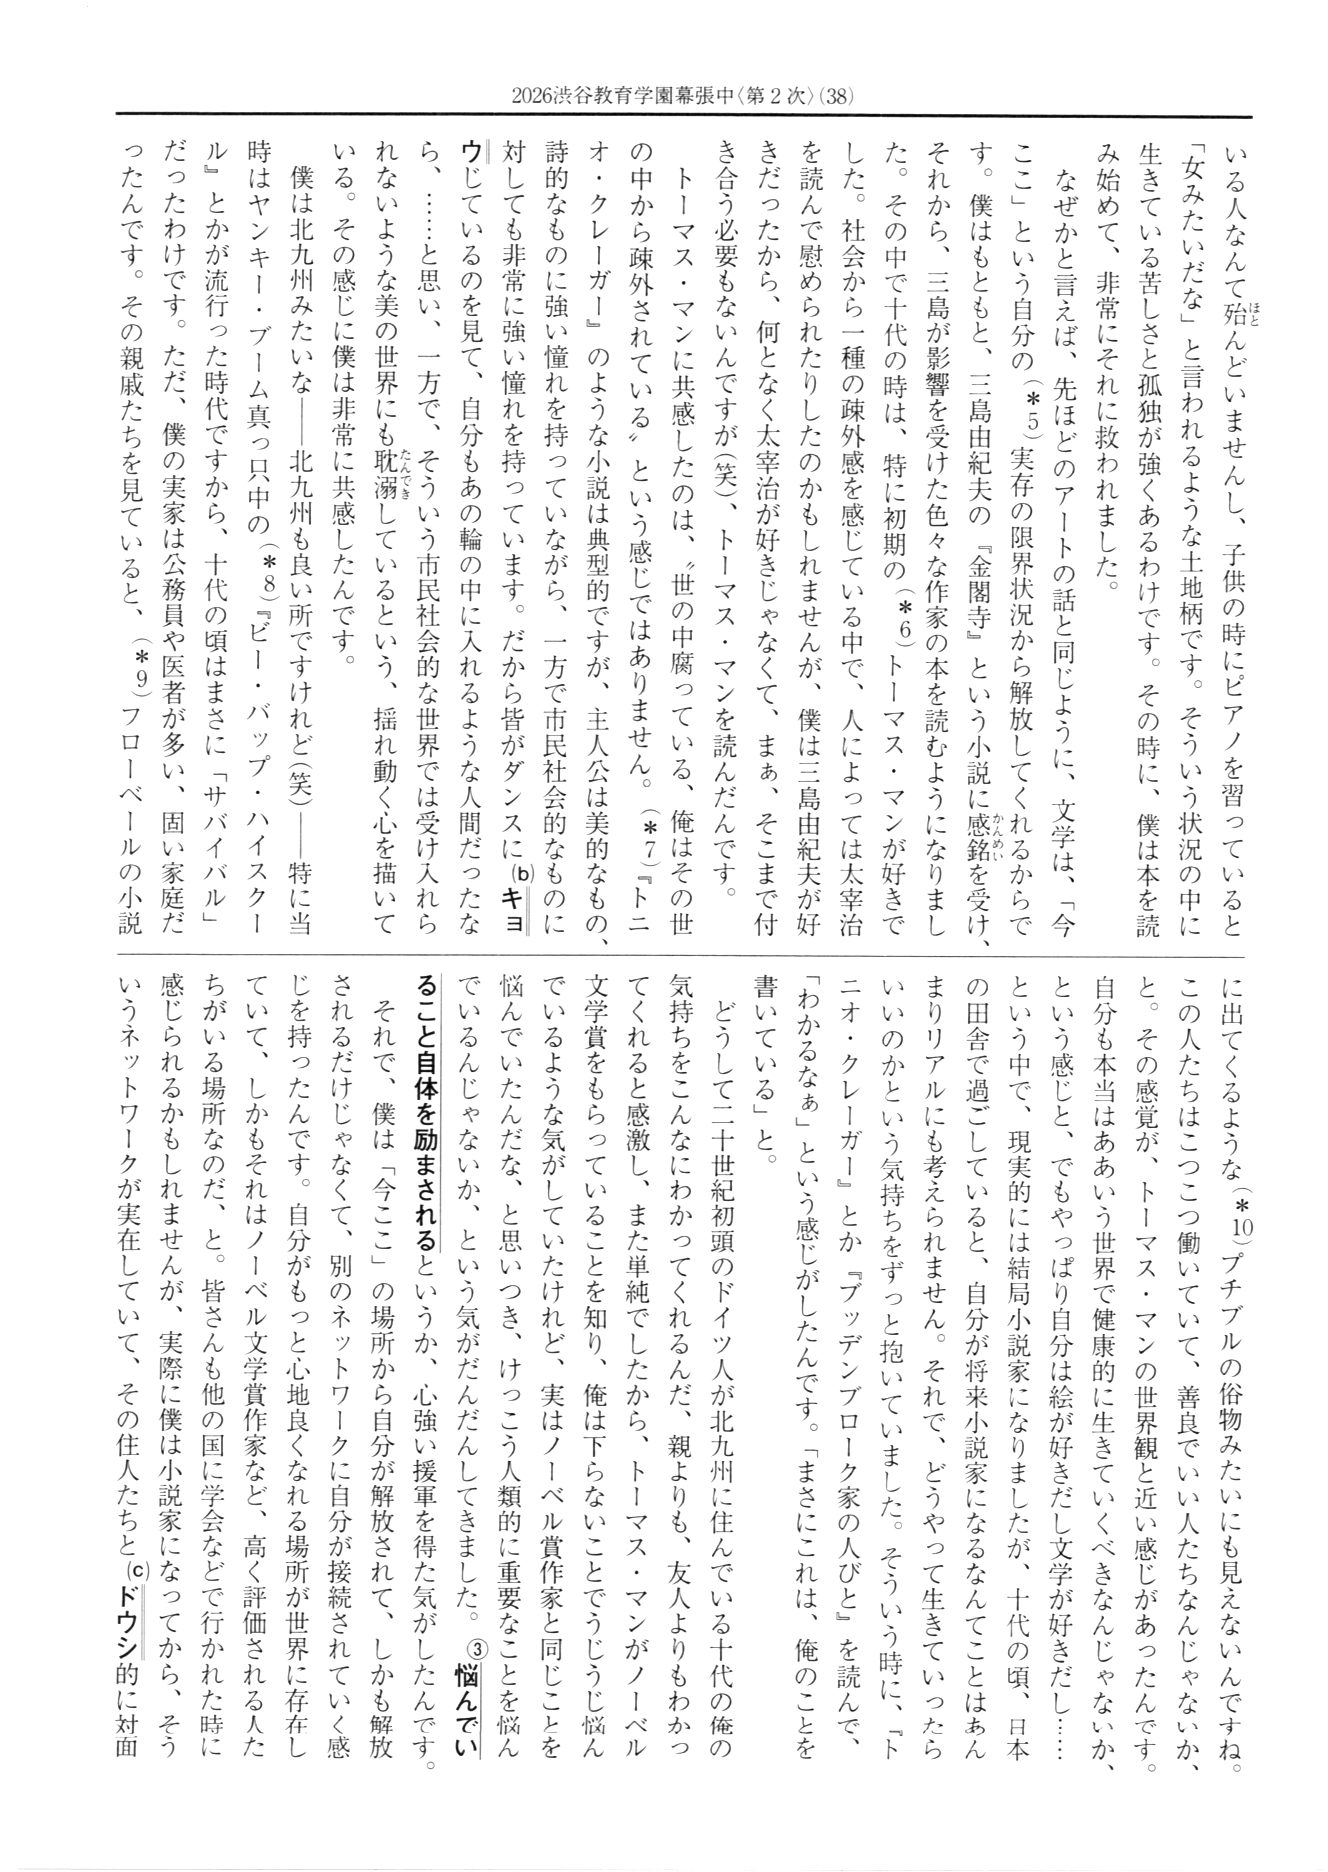 2026渋谷教育学園幕張中〈第2次〉(38)
いる人なんて殆んどいませんし、子供の時にピアノを習っていると
ほと
「女みたいだな」と言われるような土地柄です。そういう状況の中に
生きている苦しさと孤独が強くあるわけです。その時に、僕は本を読
み始めて、非常にそれに救われました。
なぜかと言えば、先ほどのアートの話と同じように、文学は、「今
ここ」という自分の(＊5)実存の限界状況から解放してくれるからで
す。僕はもともと、三島由紀夫の『金閣寺』という小説に感銘を受け、
かんめい
それから、三島が影響を受けた色々な作家の本を読むようになりまし
た。その中で十代の時は、特に初期の(＊6)トーマス・マンが好きで
した。社会から一種の疎外感を感じている中で、人によっては太宰治
を読んで慰められたりしたのかもしれませんが、僕は三島由紀夫が好
きだったから、何となく太宰治が好きじゃなくて、まぁ、そこまで付
き合う必要もないんですが(笑)、トーマス・マンを読んだんです。
トーマス・マンに共感したのは、〝世の中腐っている、俺はその世
の中から疎外されている〟という感じではありません。(＊7)『トニ
オ・クレーガー』のような小説は典型的ですが、主人公は美的なもの、
詩的なものに強い憧れを持っていながら、一方で市民社会的なものに
対しても非常に強い憧れを持っています。だから皆がダンスに(b)キョ
ウじているのを見て、自分もあの輪の中に入れるような人間だったな
ら、……と思い、一方で、そういう市民社会的な世界では受け入れら
れないような美の世界にも耽溺しているという、揺れ動く心を描いて
たんでき
いる。その感じに僕は非常に共感したんです。
僕は北九州みたいな――北九州も良い所ですけれど(笑)――特に当
時はヤンキー・ブーム真っ只中の(＊8)『ビー・バップ・ハイスクー
ル』とかが流行った時代ですから、十代の頃はまさに「サバイバル」
だったわけです。ただ、僕の実家は公務員や医者が多い、固い家庭だ
ったんです。その親戚たちを見ていると、(＊9)フローベールの小説
に出てくるような(＊10)プチブルの俗物みたいにも見えないんですね。
この人たちはこつこつ働いていて、善良でいい人たちなんじゃないか、
と。その感覚が、トーマス・マンの世界観と近い感じがあったんです。
自分も本当はああいう世界で健康的に生きていくべきなんじゃないか、
という感じと、でもやっぱり自分は絵が好きだし文学が好きだし……
という中で、現実的には結局小説家になりましたが、十代の頃、日本
の田舎で過ごしていると、自分が将来小説家になるなんてことはあん
まりリアルにも考えられません。それで、どうやって生きていったら
いいのかという気持ちをずっと抱いていました。そういう時に、『ト
ニオ・クレーガー』とか『ブッデンブローク家の人びと』を読んで、
「わかるなぁ」という感じがしたんです。「まさにこれは、俺のことを
書いている」と。
どうして二十世紀初頭のドイツ人が北九州に住んでいる十代の俺の
気持ちをこんなにわかってくれるんだ、親よりも、友人よりもわかっ
てくれると感激し、また単純でしたから、トーマス・マンがノーベル
文学賞をもらっていることを知り、俺は下らないことでうじうじ悩ん
でいるような気がしていたけれど、実はノーベル賞作家と同じことを
悩んでいたんだな、と思いつき、けっこう人類的に重要なことを悩ん
でいるんじゃないか、という気がだんだんしてきました。③悩んでい
ること自体を励まされるというか、心強い援軍を得た気がしたんです。
それで、僕は「今ここ」の場所から自分が解放されて、しかも解放
されるだけじゃなくて、別のネットワークに自分が接続されていく感
じを持ったんです。自分がもっと心地良くなれる場所が世界に存在し
ていて、しかもそれはノーベル文学賞作家など、高く評価される人た
ちがいる場所なのだ、と。皆さんも他の国に学会などで行かれた時に
感じられるかもしれませんが、実際に僕は小説家になってから、そう
いうネットワークが実在していて、その住人たちと(c)ドウシ的に対面